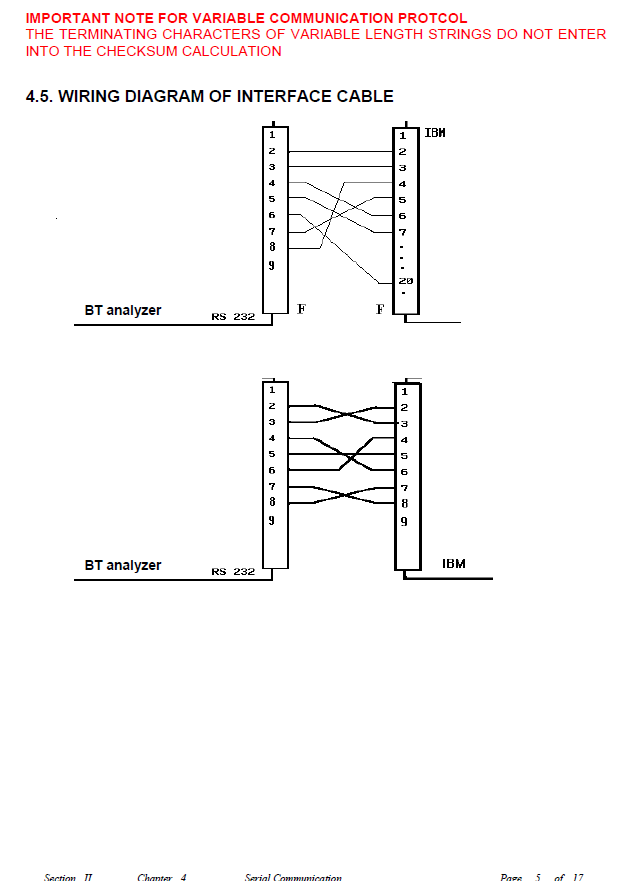 IMPORTANT NOTE FOR VARIABLE COMMUNICATION PROTCOL
THE TERMINATING CHARACTERS OF VARIABLE LENGTH STRINGS DO NOT ENTER
INTO THE CHECKSUM CALCULATION
4.5. WIRING DIAGRAM OF INTERFACE CABLE
1 1 IBM
2 2
3 3
4 4
5 5
6 6
7 7
8 .
9 .
.
20
.
BT analyzer RS 232 F F
1 1
2 2
3 3
4 4
5 5
6 6
7 7
8 8
9 9
BT analyzer RS 232 IBM
Section II Chapter 4 Serial Communication Page 5 of 17